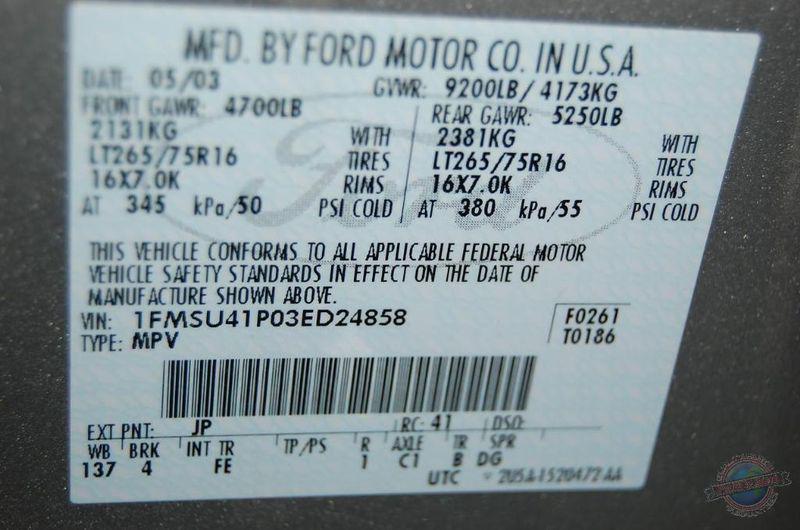 MFD. BY FORD MOTOR CO. IN U.S.A.
DATE: 05/03 GVWR: 9200LB/4173KG
FRONT GAWR: 4700LB REAR GAWR: 5250LB
2131KG WITH 2381KG WITH
LT265/75R16 TIRES LT265/75R16 TIRES
16X7.0K RIMS 16X7.0K RIMS
AT 345 kPa/50 PSI COLD AT 380 kPa/55 PSI COLD
Ford
THIS VEHICLE CONFORMS TO ALL APPLICABLE FEDERAL MOTOR
VEHICLE SAFETY STANDARDS IN EFFECT ON THE DATE OF
MANUFACTURE SHOWN ABOVE.
VIN: 1FMSU41P03ED24858 F0261
TYPE: MPV T0186
EXT PNT: JP RC: 41 DSO:
WB BRK INT TR TP/PS R AXLE TR SPR
137 4 FE 1 C1 B DG
UTC 2U5A-1520472-AA